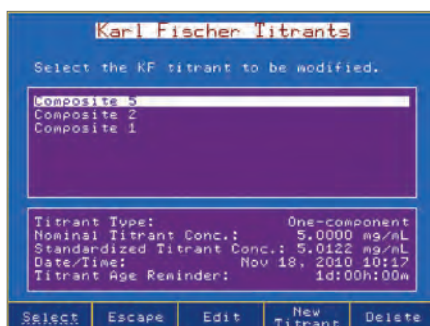 Karl Fischer Titrants
Select the KF titrant to be modified.
Composite 5
Composite 2
Composite 1
Titrant Type: One-component
Nominal Titrant Conc.: 5.0000 mg/mL
Standardized Titrant Conc.: 5.0122 mg/mL
Date/Time: Nov 18, 2010 10:17
Titrant Age Reminder: 1d:00h:00m
Select Escape Edit New Titrant Delete